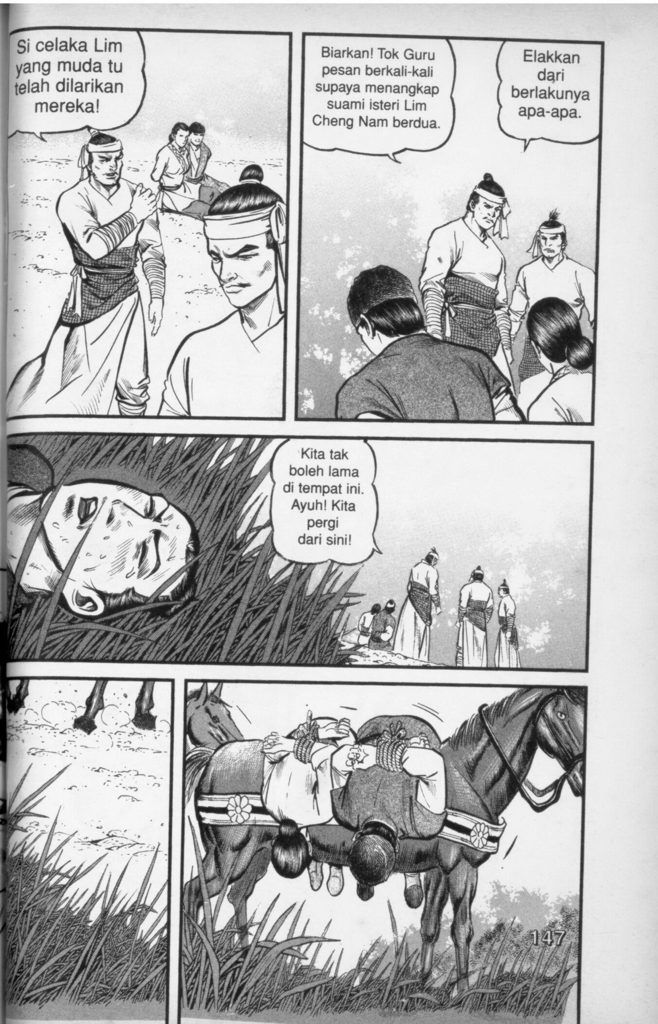 Si celaka Lim
yang muda tu
telah dilarikan
mereka!
Biarkan! Tok Guru
pesan berkali-kali
supaya menangkap
suami isteri Lim
Cheng Nam berdua.
Elakkan
dari
berlakunya
apa-apa.
Kita tak
boleh lama
di tempat ini.
Ayuh! Kita
pergi
dari sini!
147